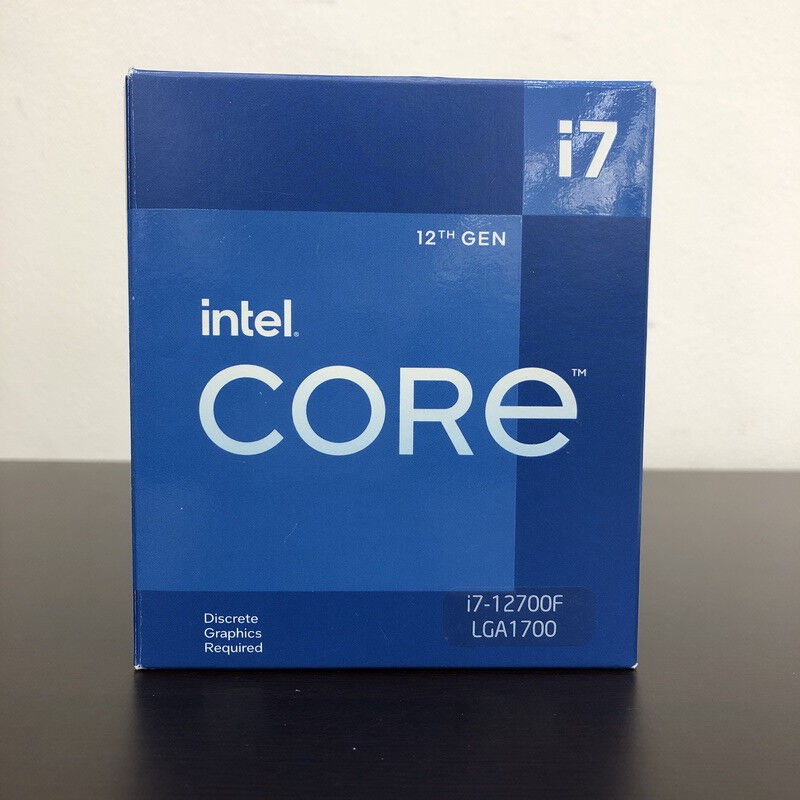 i7
12TH GEN
intel.
CORE™
Discrete
Graphics
Required
i7-12700F
LGA1700